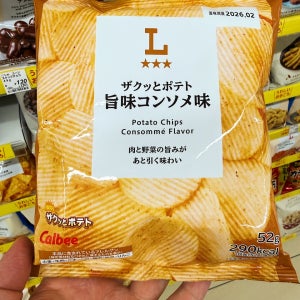 賞味期限 2026.02
L
★★★
ザクッとポテト
旨味コンソメ味
Potato Chips
Consommé Flavor
肉と野菜の旨みが
あと引く味わい
ザクッとポテト
Calbee
52g
290kcal